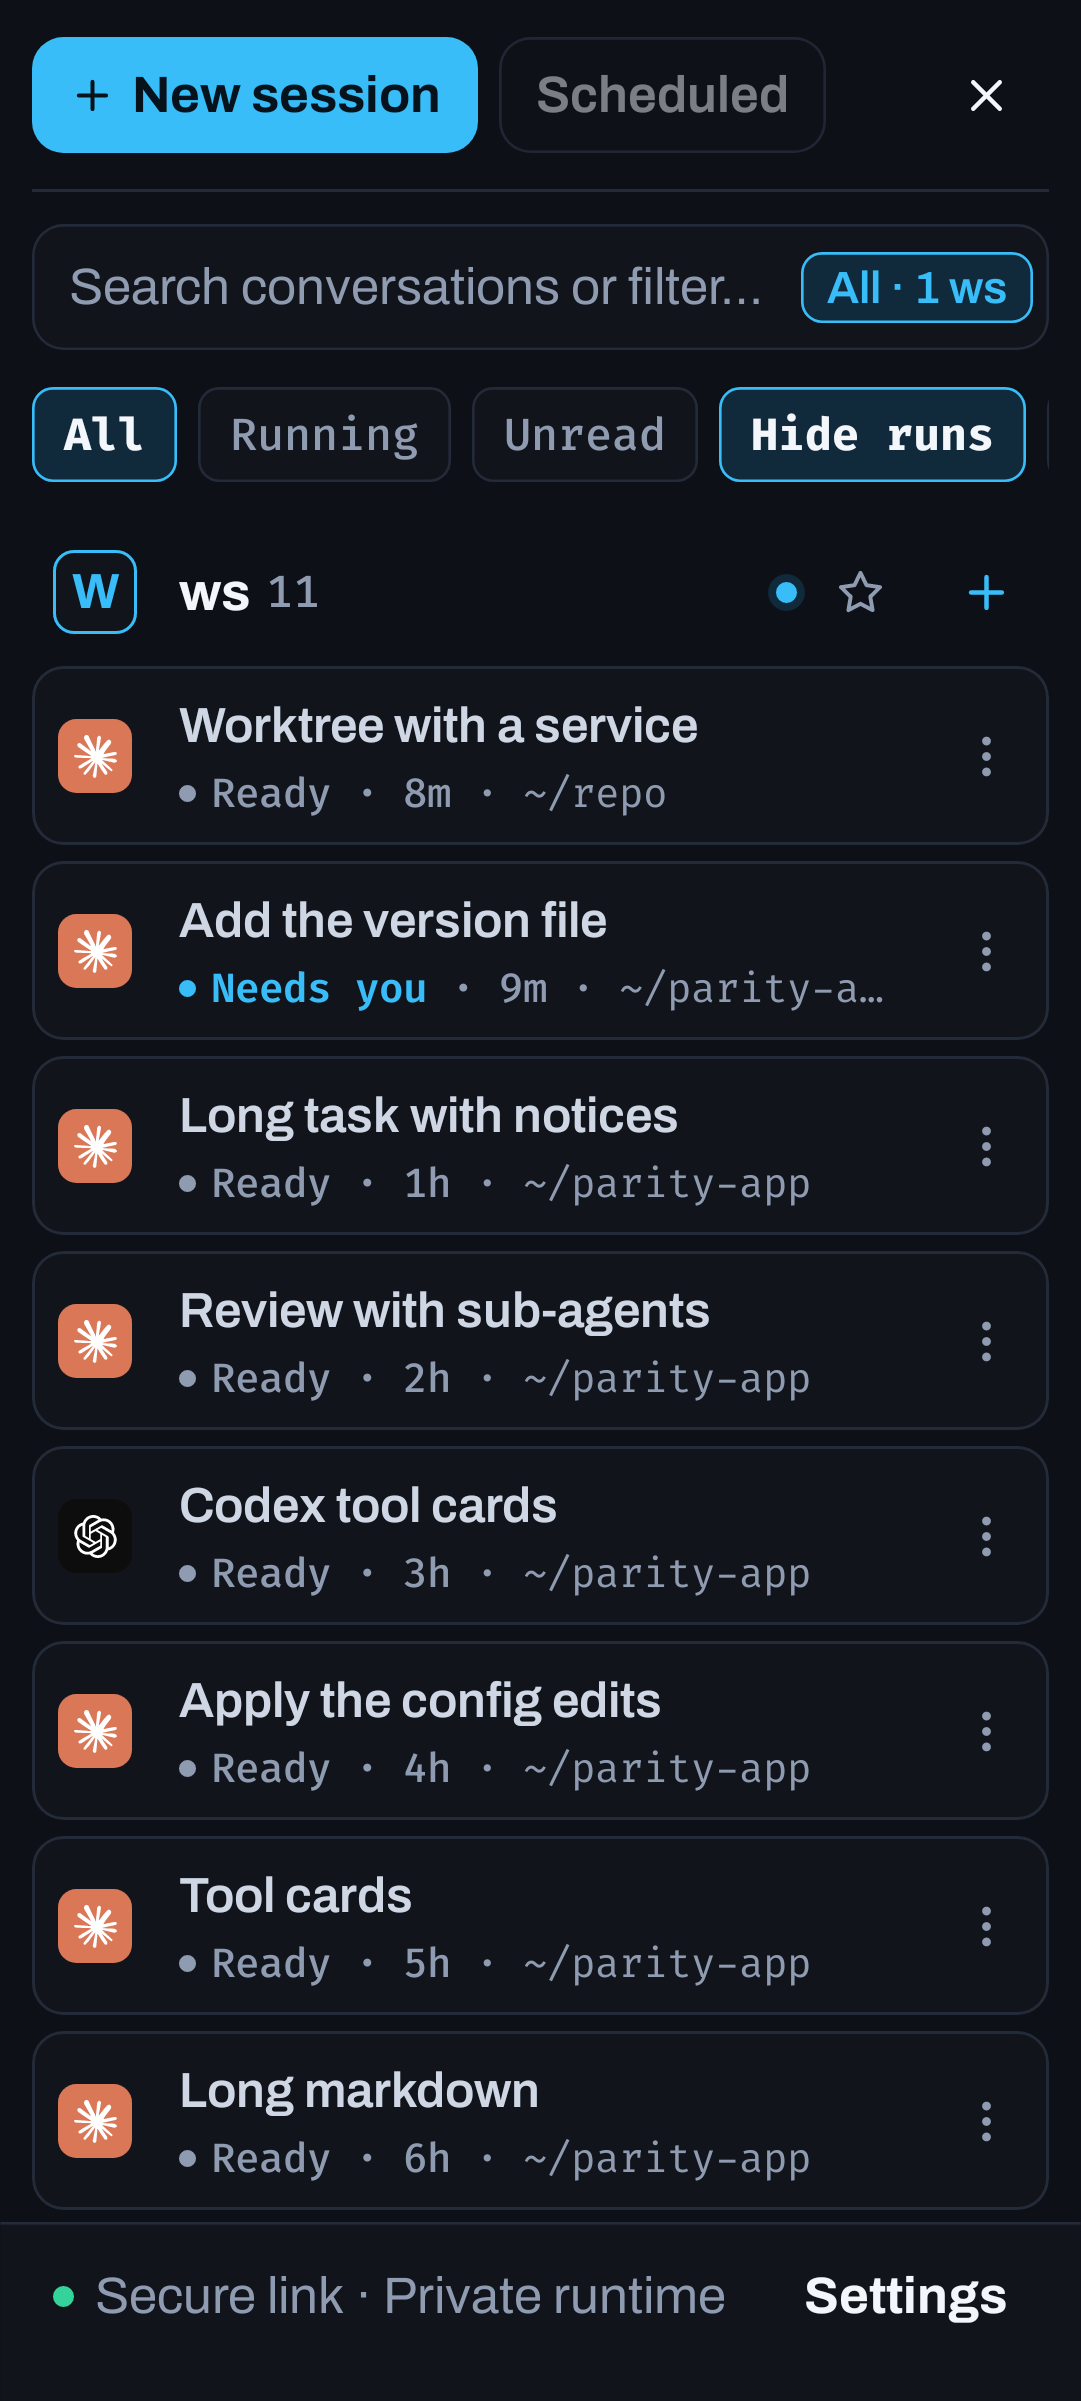 + New session
Scheduled
Search conversations or filter...
All · 1 ws
All
Running
Unread
Hide runs
W
ws 11
Worktree with a service
Ready · 8m · ~/repo
Add the version file
Needs you · 9m · ~/parity-a…
Long task with notices
Ready · 1h · ~/parity-app
Review with sub-agents
Ready · 2h · ~/parity-app
Codex tool cards
Ready · 3h · ~/parity-app
Apply the config edits
Ready · 4h · ~/parity-app
Tool cards
Ready · 5h · ~/parity-app
Long markdown
Ready · 6h · ~/parity-app
Secure link · Private runtime
Settings